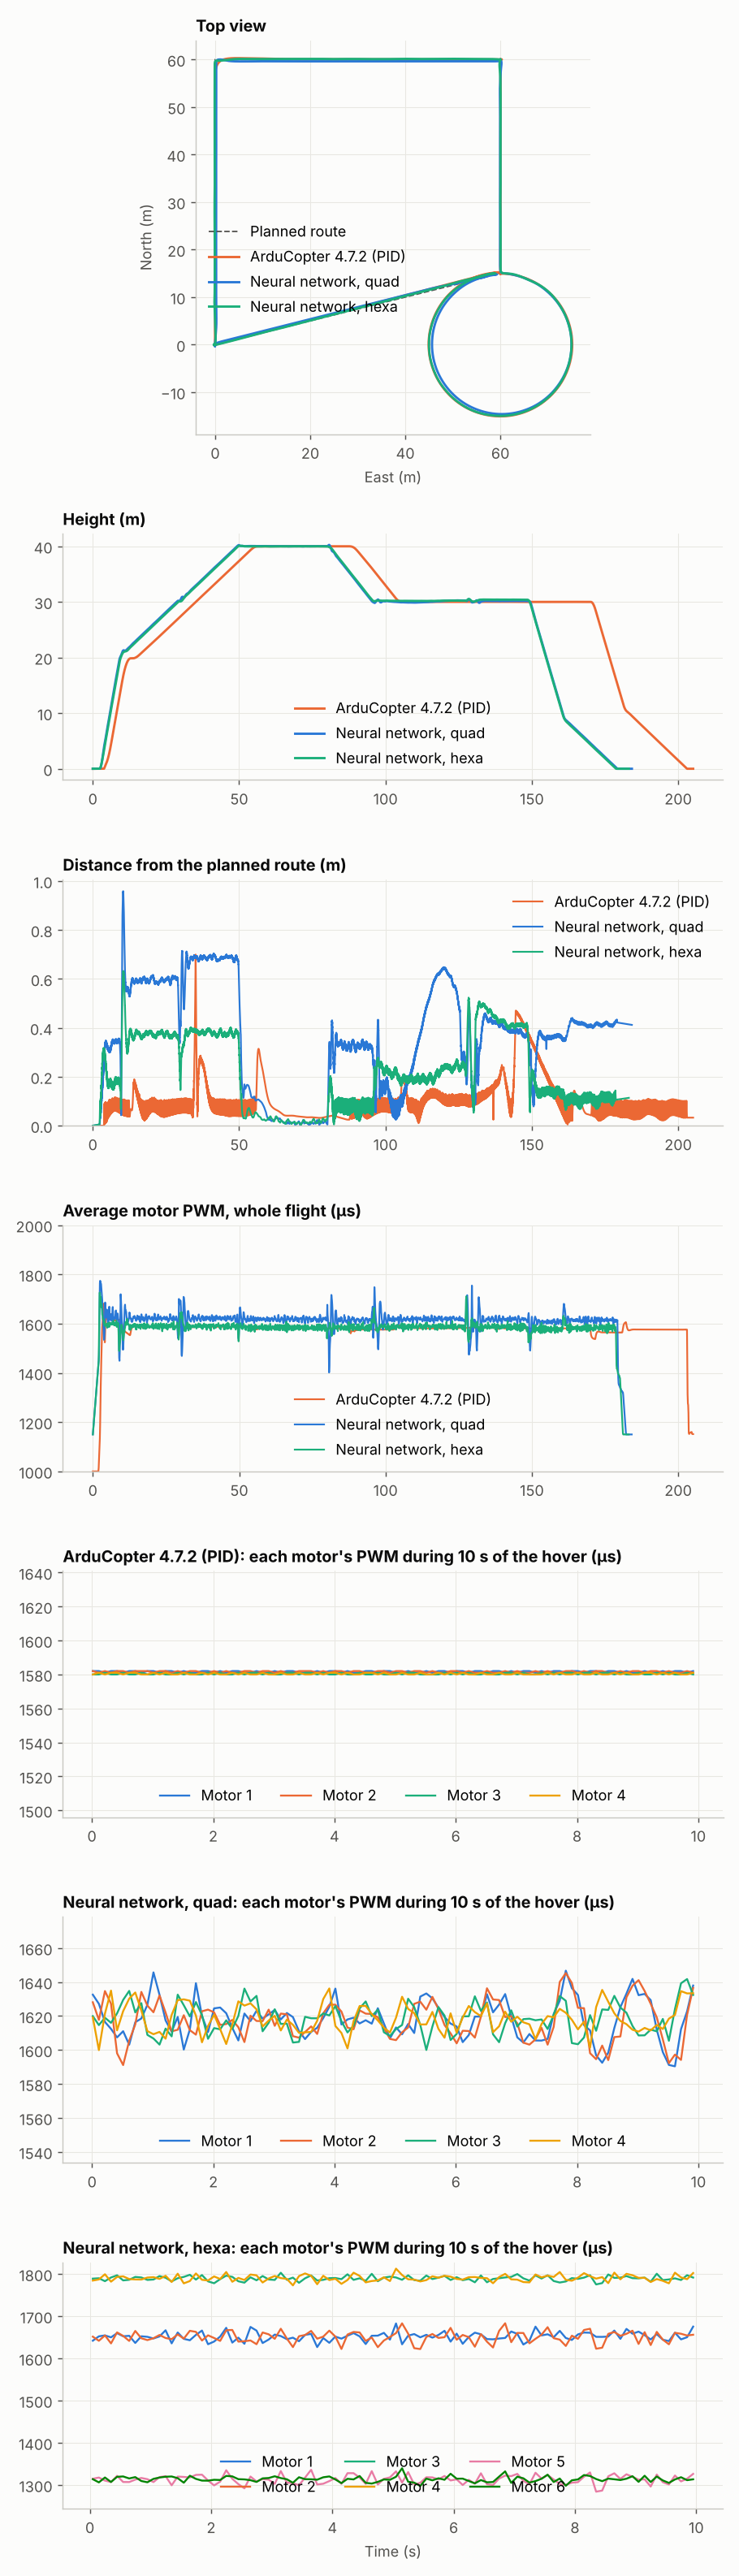 Top view
60
50
40
30
20
10
0
−10
North (m)
Planned route
ArduCopter 4.7.2 (PID)
Neural network, quad
Neural network, hexa
0 20 40 60
East (m)
Height (m)
40
30
20
10
0
ArduCopter 4.7.2 (PID)
Neural network, quad
Neural network, hexa
0 50 100 150 200
Distance from the planned route (m)
1.0
0.8
0.6
0.4
0.2
0.0
ArduCopter 4.7.2 (PID)
Neural network, quad
Neural network, hexa
0 50 100 150 200
Average motor PWM, whole flight (µs)
2000
1800
1600
1400
1200
1000
ArduCopter 4.7.2 (PID)
Neural network, quad
Neural network, hexa
0 50 100 150 200
ArduCopter 4.7.2 (PID): each motor's PWM during 10 s of the hover (µs)
1640
1620
1600
1580
1560
1540
1520
1500
Motor 1 Motor 2 Motor 3 Motor 4
0 2 4 6 8 10
Neural network, quad: each motor's PWM during 10 s of the hover (µs)
1660
1640
1620
1600
1580
1560
1540
Motor 1 Motor 2 Motor 3 Motor 4
0 2 4 6 8 10
Neural network, hexa: each motor's PWM during 10 s of the hover (µs)
1800
1700
1600
1500
1400
1300
Motor 1 Motor 3 Motor 5
Motor 2 Motor 4 Motor 6
0 2 4 6 8 10
Time (s)